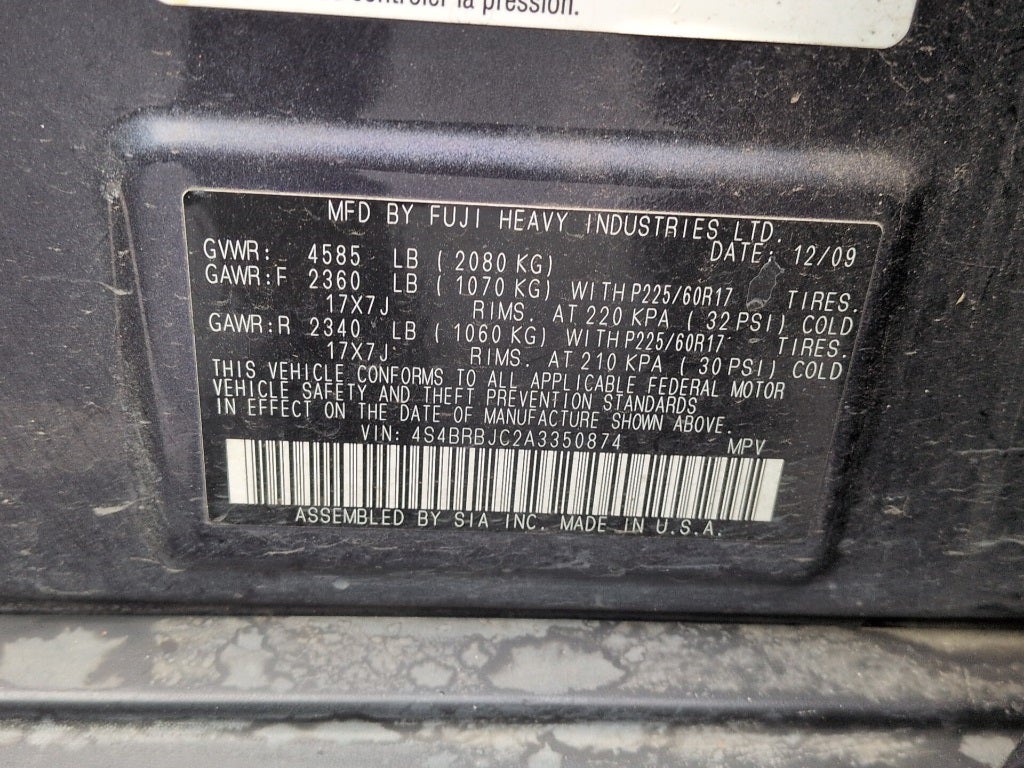 contrôler la pression.
MFD BY FUJI HEAVY INDUSTRIES LTD.
DATE: 12/09
GVWR: 4585 LB ( 2080 KG)
GAWR:F 2360 LB ( 1070 KG) WITH P225/60R17 TIRES.
17X7J RIMS. AT 220 KPA ( 32 PSI) COLD
GAWR:R 2340 LB ( 1060 KG) WITH P225/60R17 TIRES.
17X7J RIMS. AT 210 KPA ( 30 PSI) COLD
THIS VEHICLE CONFORMS TO ALL APPLICABLE FEDERAL MOTOR
VEHICLE SAFETY AND THEFT PREVENTION STANDARDS
IN EFFECT ON THE DATE OF MANUFACTURE SHOWN ABOVE.
VIN: 4S4BRBJC2A3350874 MPV
ASSEMBLED BY SIA INC. MADE IN U.S.A.